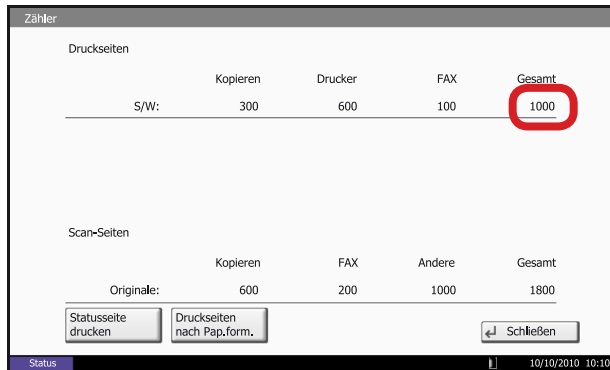 Zähler
Druckseiten
Kopieren Drucker FAX Gesamt
S/W: 300 600 100 1000
Scan-Seiten
Kopieren FAX Andere Gesamt
Originale: 600 200 1000 1800
Statusseite drucken
Druckseiten nach Pap.form.
Schließen
Status 10/10/2010 10:10